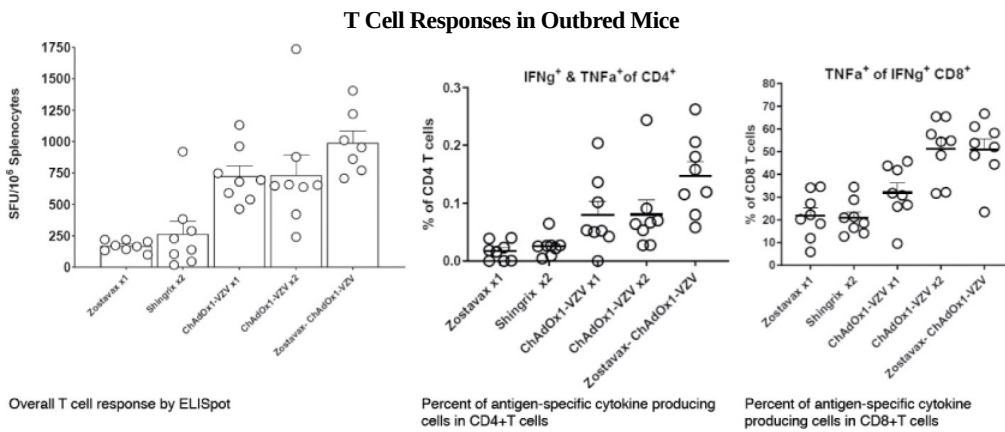 T Cell Responses in Outbred Mice
SFU/10⁶ Splenocytes
1750
1500
1250
1000
750
500
250
0
Zostavax x1
Shingrix x2
ChAdOx1-VZV x1
ChAdOx1-VZV x2
Zostavax- ChAdOx1-VZV
Overall T cell response by ELISpot
IFNg⁺ & TNFa⁺of CD4⁺
% of CD4 T cells
0.3
0.1
0.0
Zostavax x1
Shingrix x2
ChAdOx1-VZV x1
ChAdOx1-VZV x2
Zostavax- ChAdOx1-VZV
Percent of antigen-specific cytokine producing
cells in CD4+T cells
TNFa⁺ of IFNg⁺ CD8⁺
% of CD8 T cells
80
70
60
50
40
30
20
10
0
Zostavax x1
Shingrix x2
ChAdOx1-VZV x1
ChAdOx1-VZV x2
Zostavax- ChAdOx1-VZV
Percent of antigen-specific cytokine
producing cells in CD8+T cells